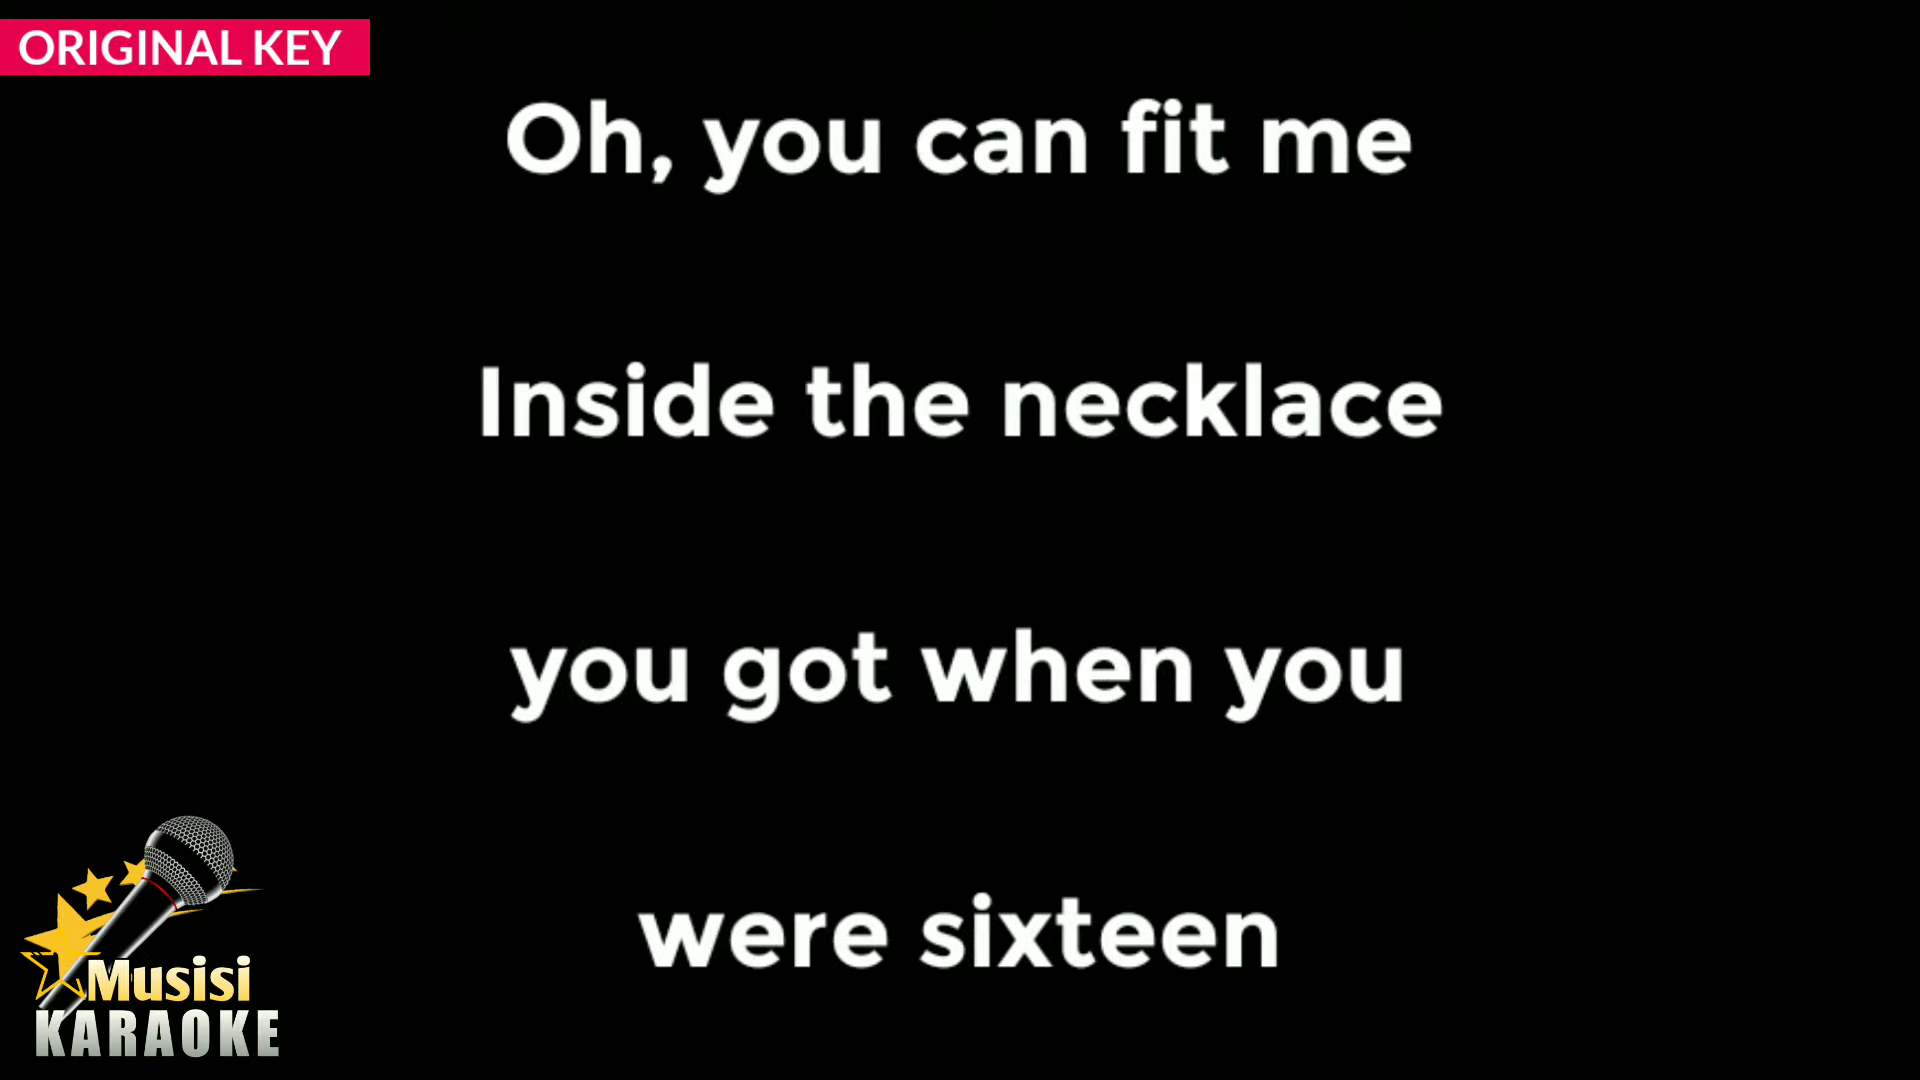 ORIGINAL KEY
Oh, you can fit me
Inside the necklace
you got when you
were sixteen
Musisi
KARAOKE